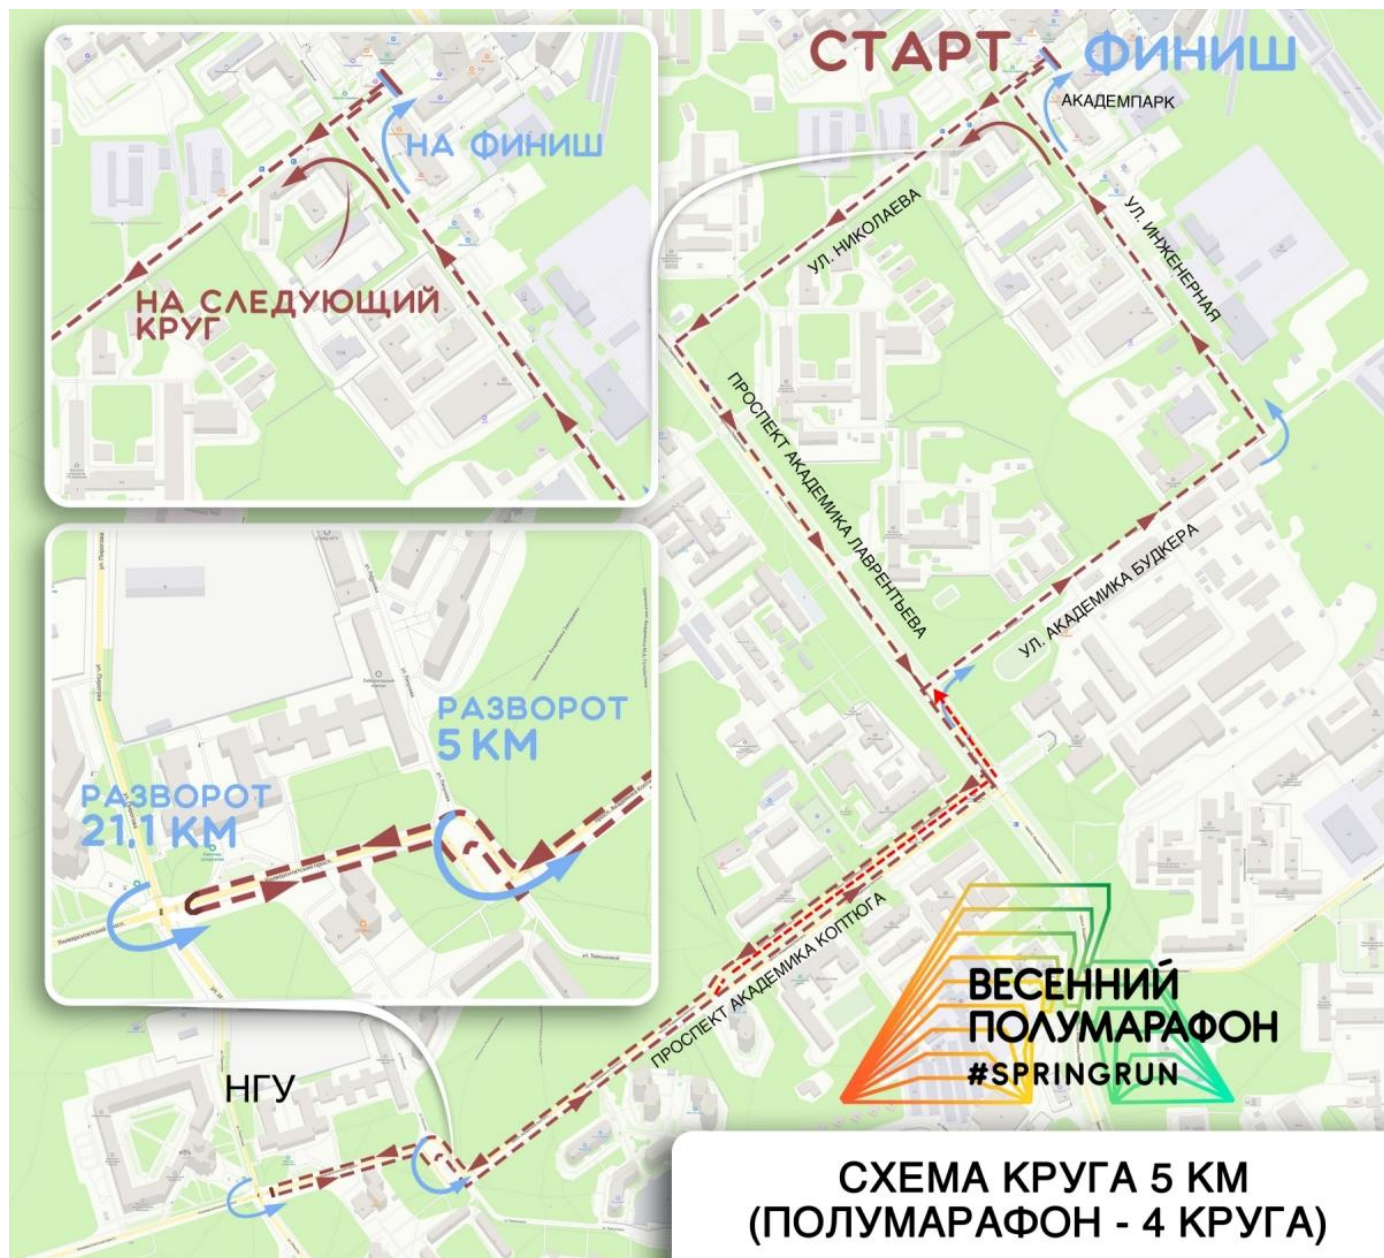 СТАРТ
ФИНИШ
АКАДЕМПАРК
НА ФИНИШ
НА СЛЕДУЮЩИЙ
КРУГ
УЛ. НИКОЛАЕВА
УЛ. ИНЖЕНЕРНАЯ
ПРОСПЕКТ АКАДЕМИКА ЛАВРЕНТЬЕВА
УЛ. АКАДЕМИКА БУДКЕРА
РАЗВОРОТ
5 КМ
РАЗВОРОТ
21,1 КМ
ПРОСПЕКТ АКАДЕМИКА КОПТЮГА
НГУ
ВЕСЕННИЙ
ПОЛУМАРАФОН
#SPRINGRUN
СХЕМА КРУГА 5 КМ
(ПОЛУМАРАФОН - 4 КРУГА)